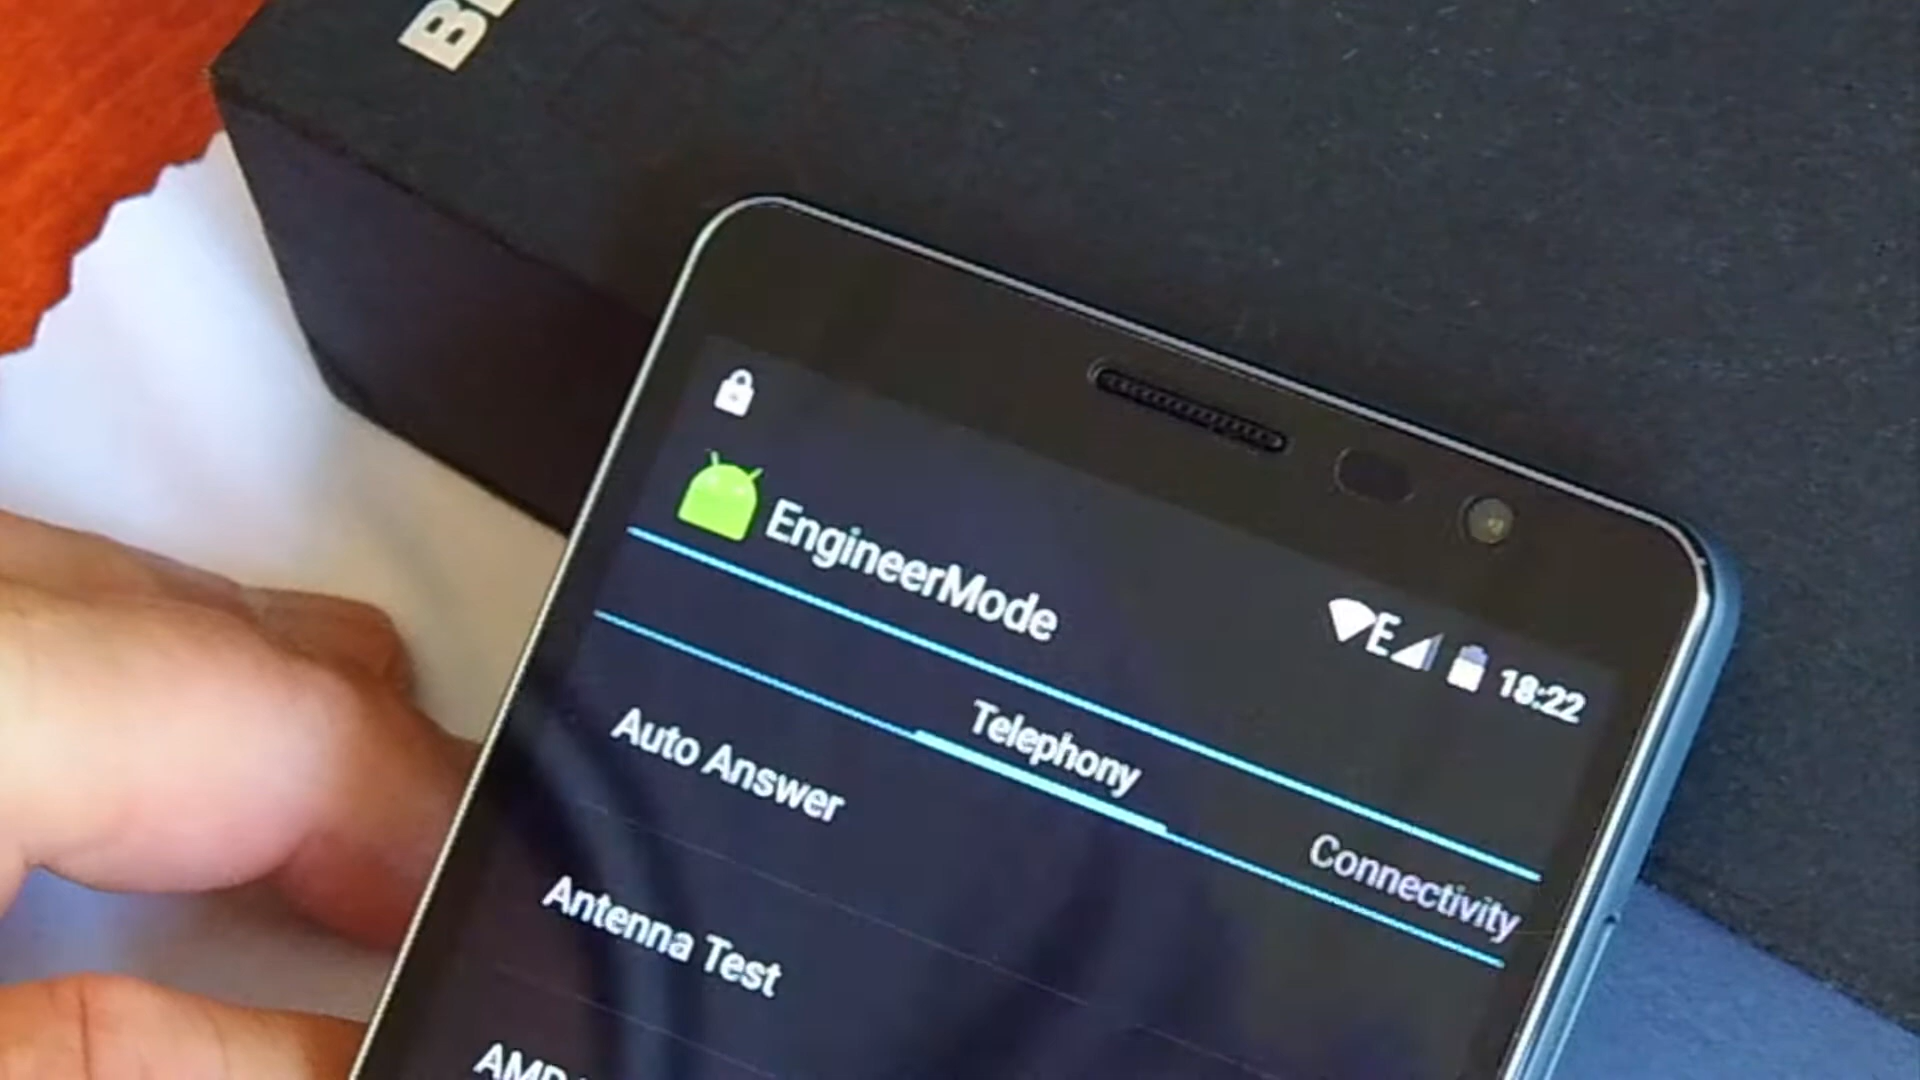 EngineerMode
E 18:22
Telephony
Connectivity
Auto Answer
Antenna Test